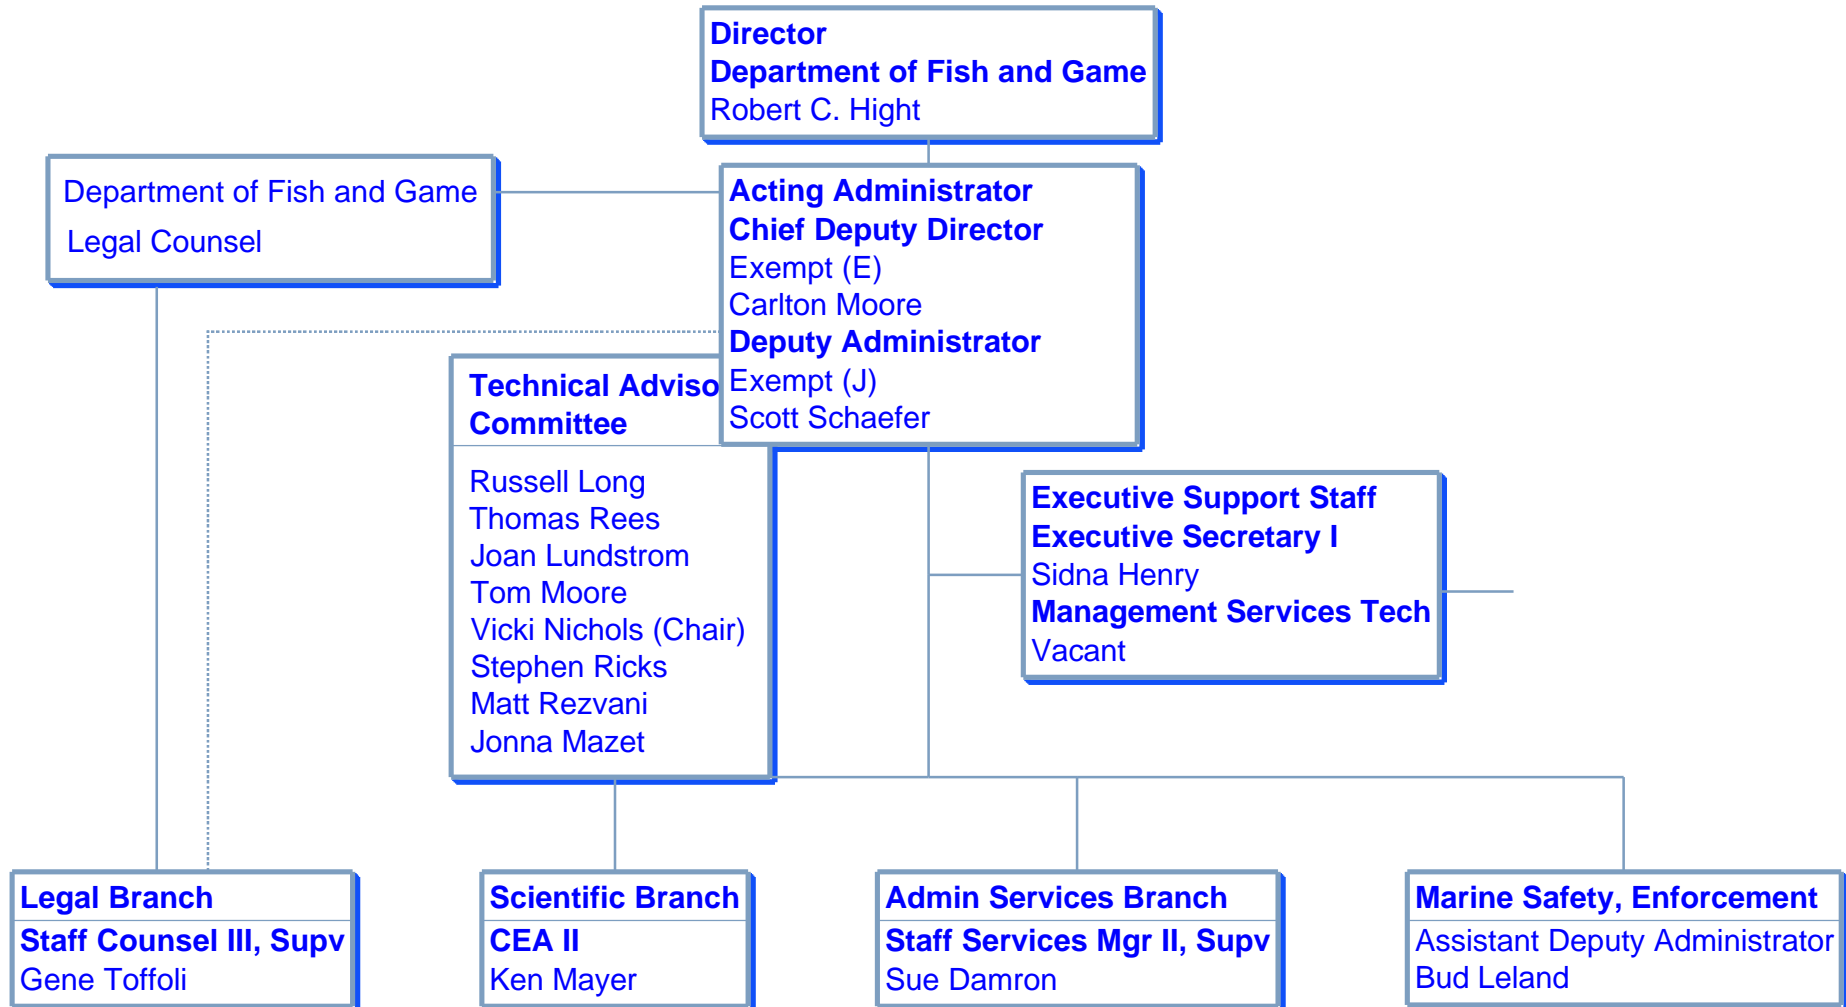 Director
Department of Fish and Game
Robert C. Hight
Department of Fish and Game
Legal Counsel
Acting Administrator
Chief Deputy Director
Exempt (E)
Carlton Moore
Deputy Administrator
Exempt (J)
Scott Schaefer
Technical Adviso
Committee
Russell Long
Thomas Rees
Joan Lundstrom
Tom Moore
Vicki Nichols (Chair)
Stephen Ricks
Matt Rezvani
Jonna Mazet
Executive Support Staff
Executive Secretary I
Sidna Henry
Management Services Tech
Vacant
Legal Branch
Staff Counsel III, Supv
Gene Toffoli
Scientific Branch
CEA II
Ken Mayer
Admin Services Branch
Staff Services Mgr II, Supv
Sue Damron
Marine Safety, Enforcement
Assistant Deputy Administrator
Bud Leland